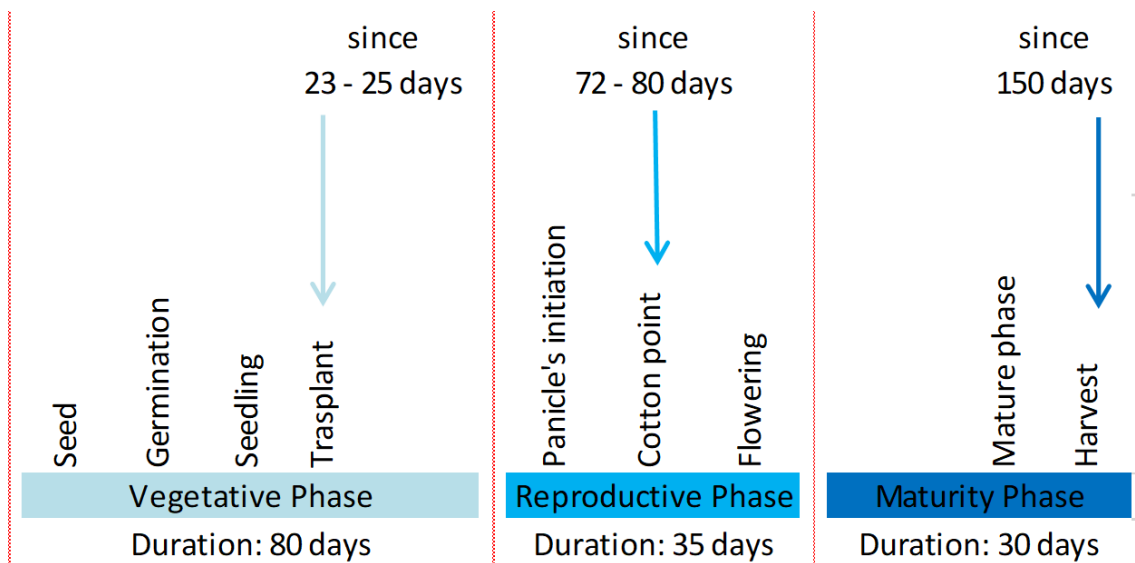 since
23 - 25 days
since
72 - 80 days
since
150 days
Seed
Germination
Seedling
Trasplant
Panicle's initiation
Cotton point
Flowering
Mature phase
Harvest
Vegetative Phase
Reproductive Phase
Maturity Phase
Duration: 80 days
Duration: 35 days
Duration: 30 days